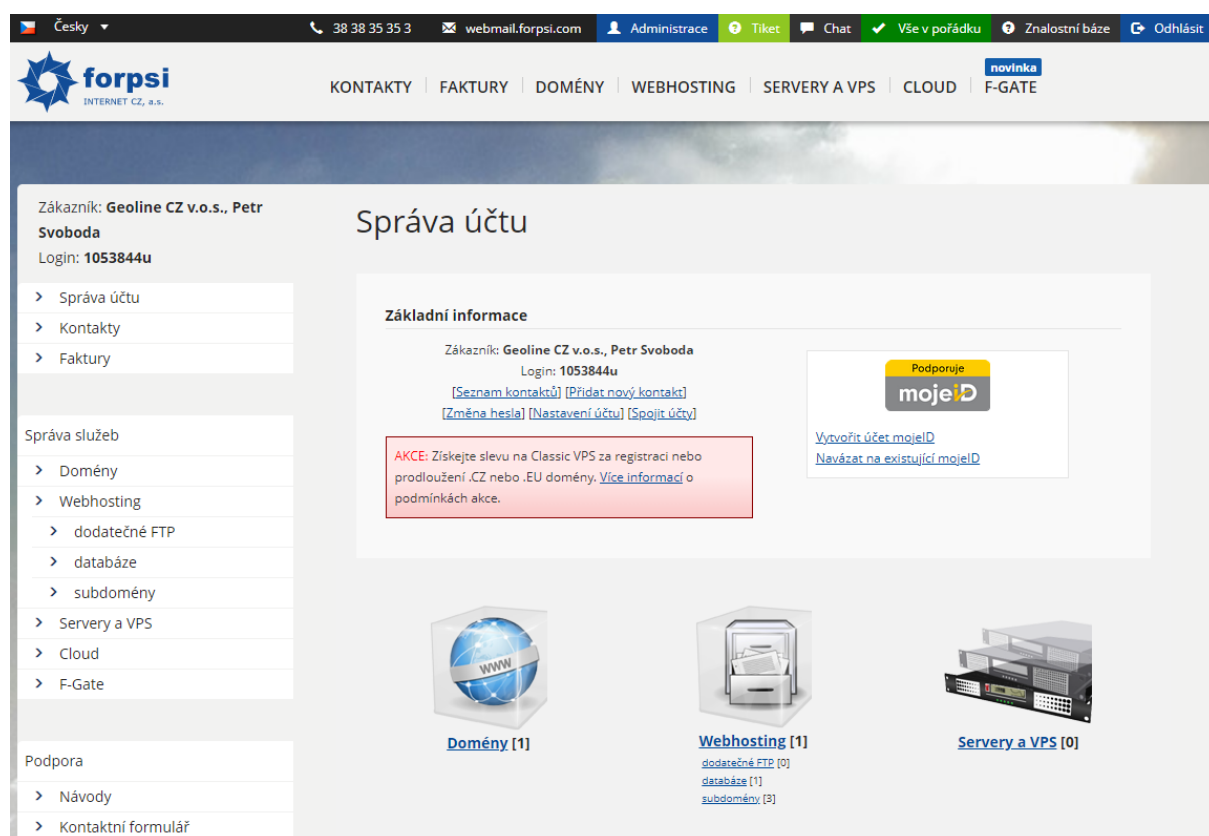 Česky
38 38 35 35 3
webmail.forpsi.com
Administrace
Tiket
Chat
Vše v pořádku
Znalostní báze
Odhlásit
forpsi
INTERNET CZ, a.s.
KONTAKTY
FAKTURY
DOMÉNY
WEBHOSTING
SERVERY A VPS
CLOUD
novinka
F-GATE
Zákazník: Geoline CZ v.o.s., Petr
Svoboda
Login: 1053844u
Správa účtu
Kontakty
Faktury
Správa služeb
Domény
Webhosting
dodatečné FTP
databáze
subdomény
Servery a VPS
Cloud
F-Gate
Podpora
Návody
Kontaktní formulář
Správa účtu
Základní informace
Zákazník: Geoline CZ v.o.s., Petr Svoboda
Login: 1053844u
[Seznam kontaktů] [Přidat nový kontakt]
[Změna hesla] [Nastavení účtu] [Spojit účty]
AKCE: Získejte slevu na Classic VPS za registraci nebo
prodloužení .CZ nebo .EU domény. Více informací o
podmínkách akce.
Podporuje
mojeiD
Vytvořit účet mojeID
Navázat na existující mojeID
WWW
Domény [1]
Webhosting [1]
dodatečné FTP [0]
databáze [1]
subdomény [3]
Servery a VPS [0]